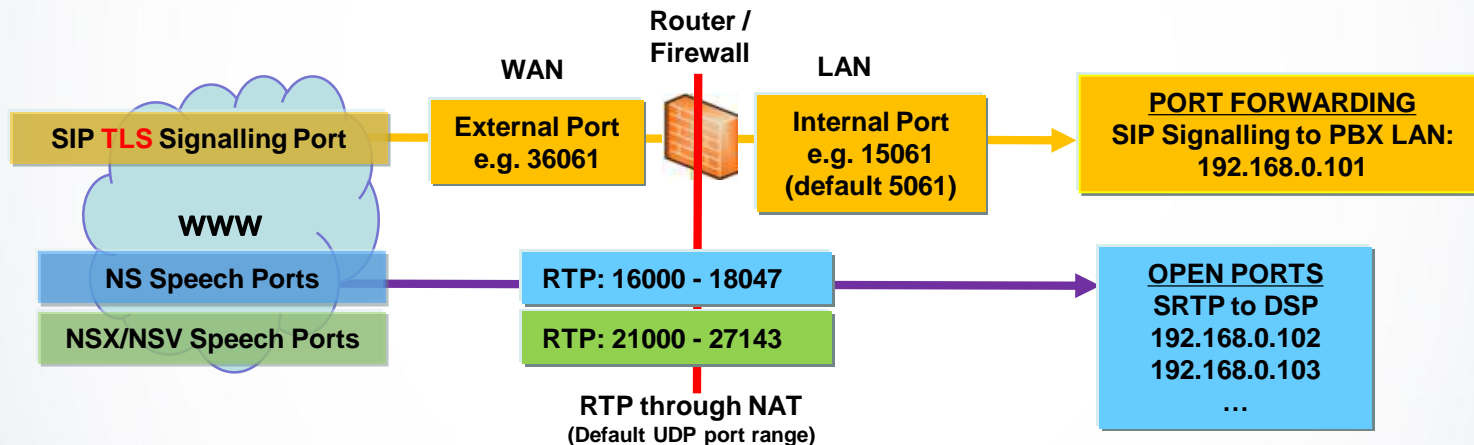 Router /
Firewall
WAN
LAN
SIP TLS Signalling Port
External Port
e.g. 36061
Internal Port
e.g. 15061
(default 5061)
PORT FORWARDING
SIP Signalling to PBX LAN:
192.168.0.101
WWW
NS Speech Ports
RTP: 16000 - 18047
NSX/NSV Speech Ports
RTP: 21000 - 27143
OPEN PORTS
SRTP to DSP
192.168.0.102
192.168.0.103
...
RTP through NAT
(Default UDP port range)